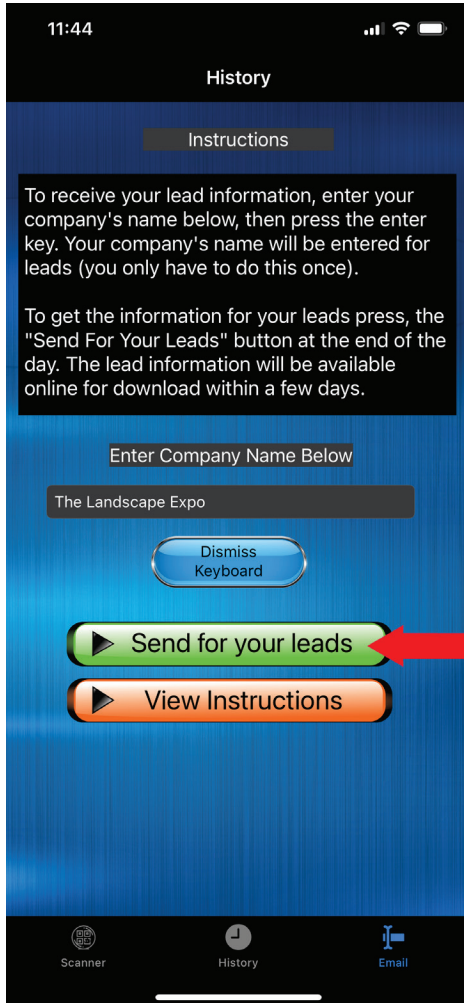 11:44
History
Instructions
To receive your lead information, enter your
company's name below, then press the enter
key. Your company's name will be entered for
leads (you only have to do this once).
To get the information for your leads press, the
"Send For Your Leads" button at the end of the
day. The lead information will be available
online for download within a few days.
Enter Company Name Below
The Landscape Expo
Dismiss
Keyboard
Send for your leads
View Instructions
Scanner History Email